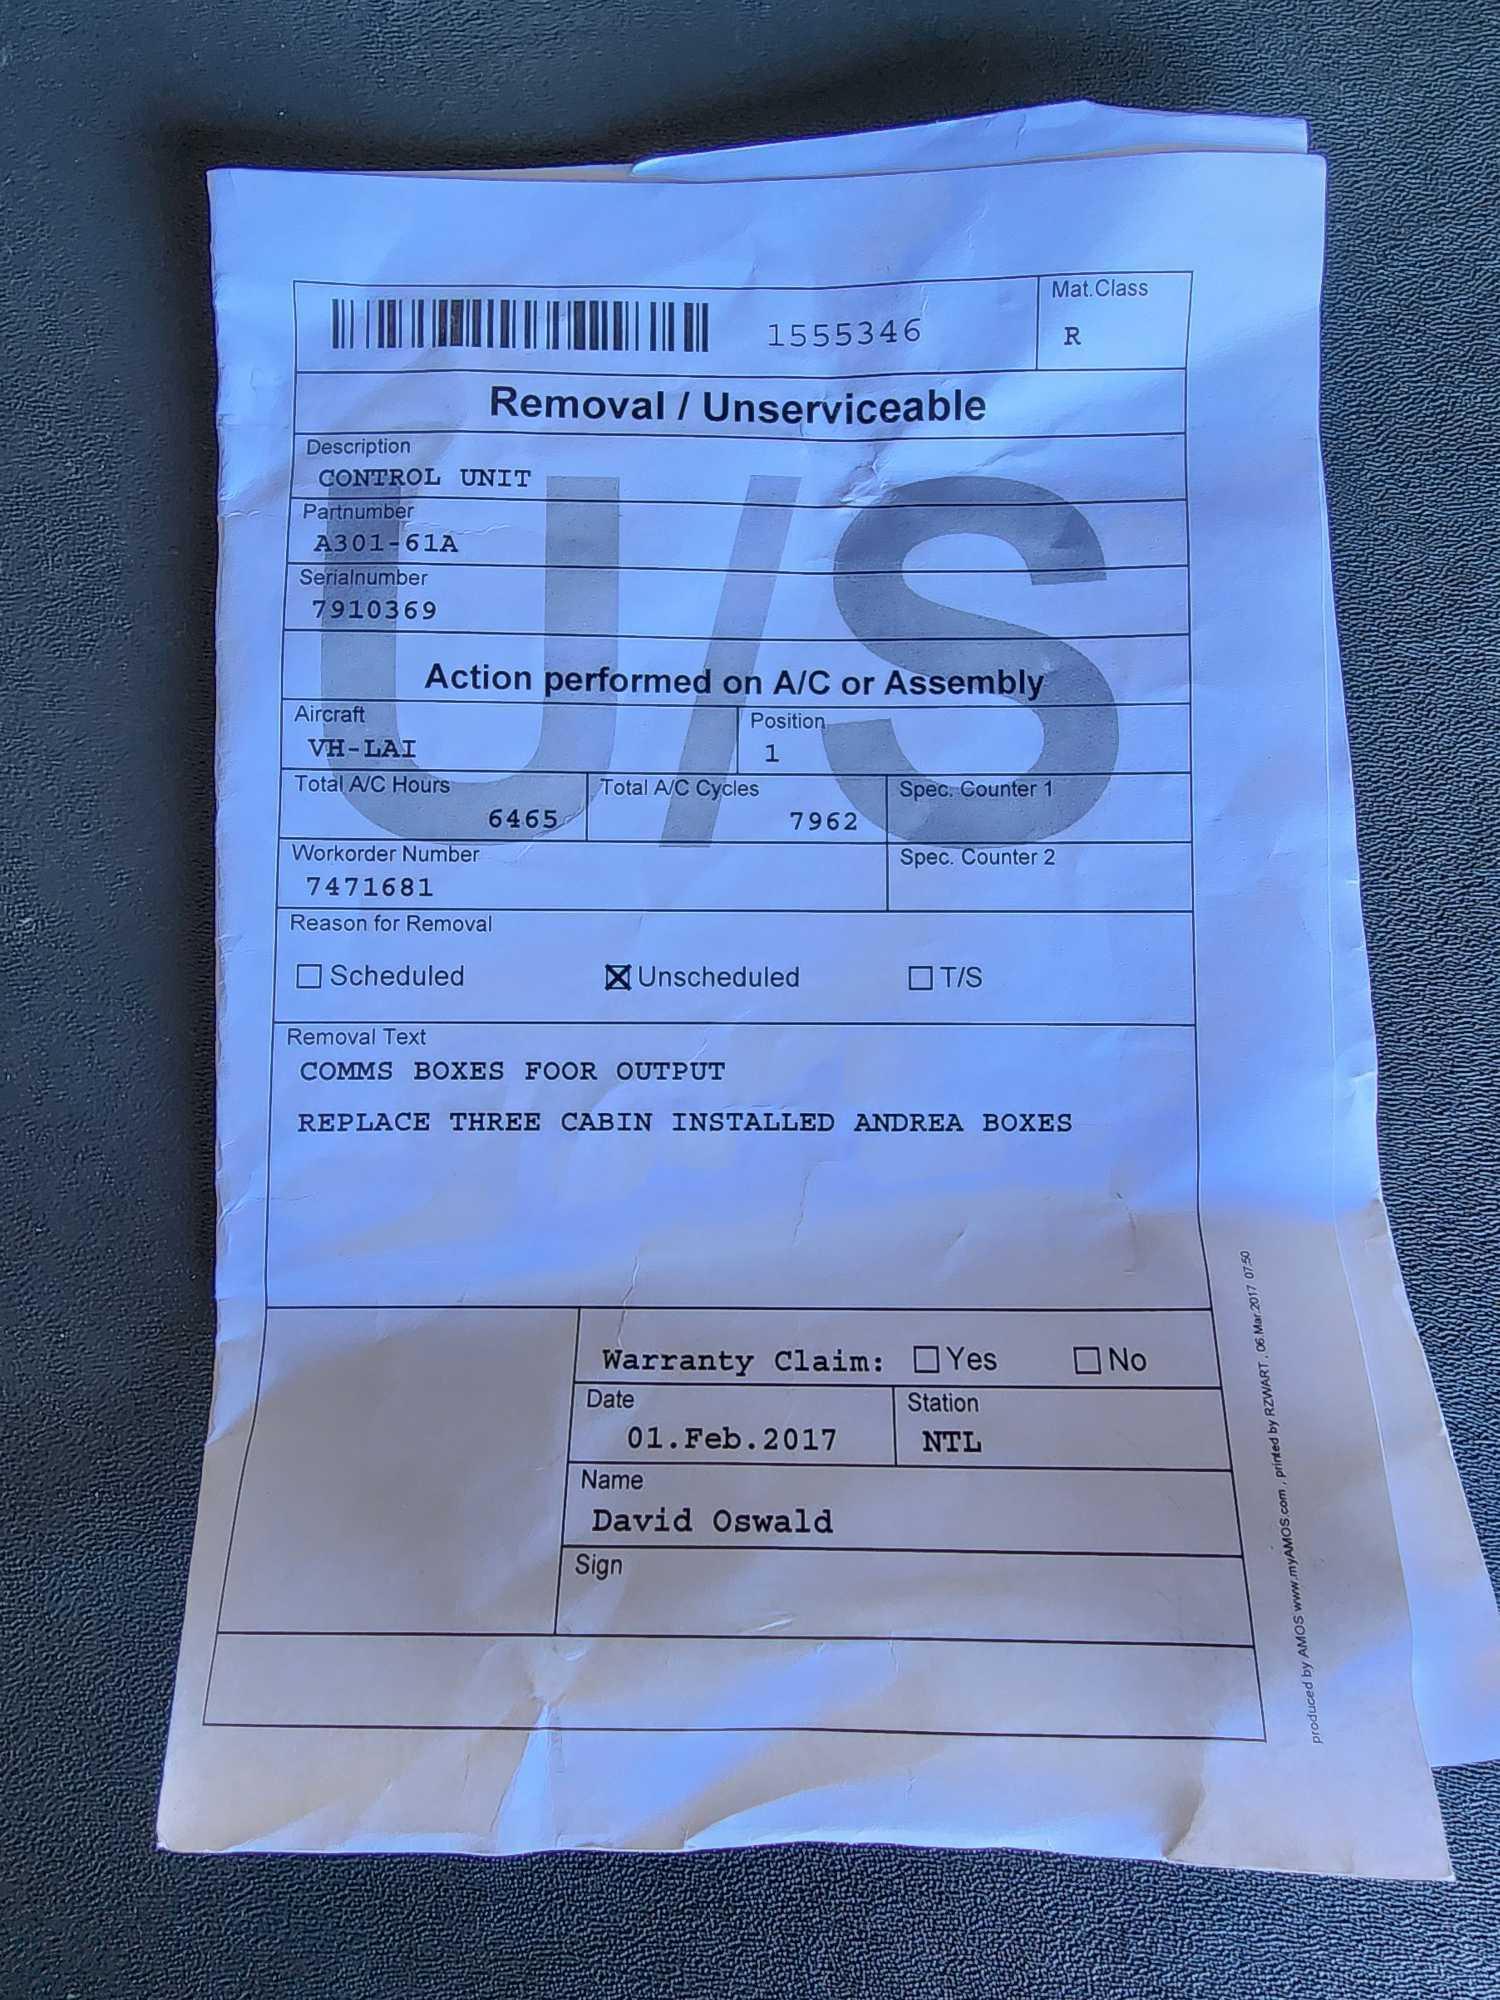 1555346
Mat.Class
R
Removal / Unserviceable
Description
CONTROL UNIT
Partnumber
A301-61A
Serialnumber
7910369
U/S
Action performed on A/C or Assembly
Aircraft
VH-LAI
Position
1
Total A/C Hours
6465
Total A/C Cycles
7962
Spec. Counter 1
Workorder Number
7471681
Spec. Counter 2
Reason for Removal
Scheduled
Unscheduled
T/S
Removal Text
COMMS BOXES FOOR OUTPUT
REPLACE THREE CABIN INSTALLED ANDREA BOXES
Warranty Claim: Yes No
Date
01.Feb.2017
Station
NTL
Name
David Oswald
Sign
produced by AMOS www.myAMOS.com , printed by RZWART , 06.Mar.2017 07:50